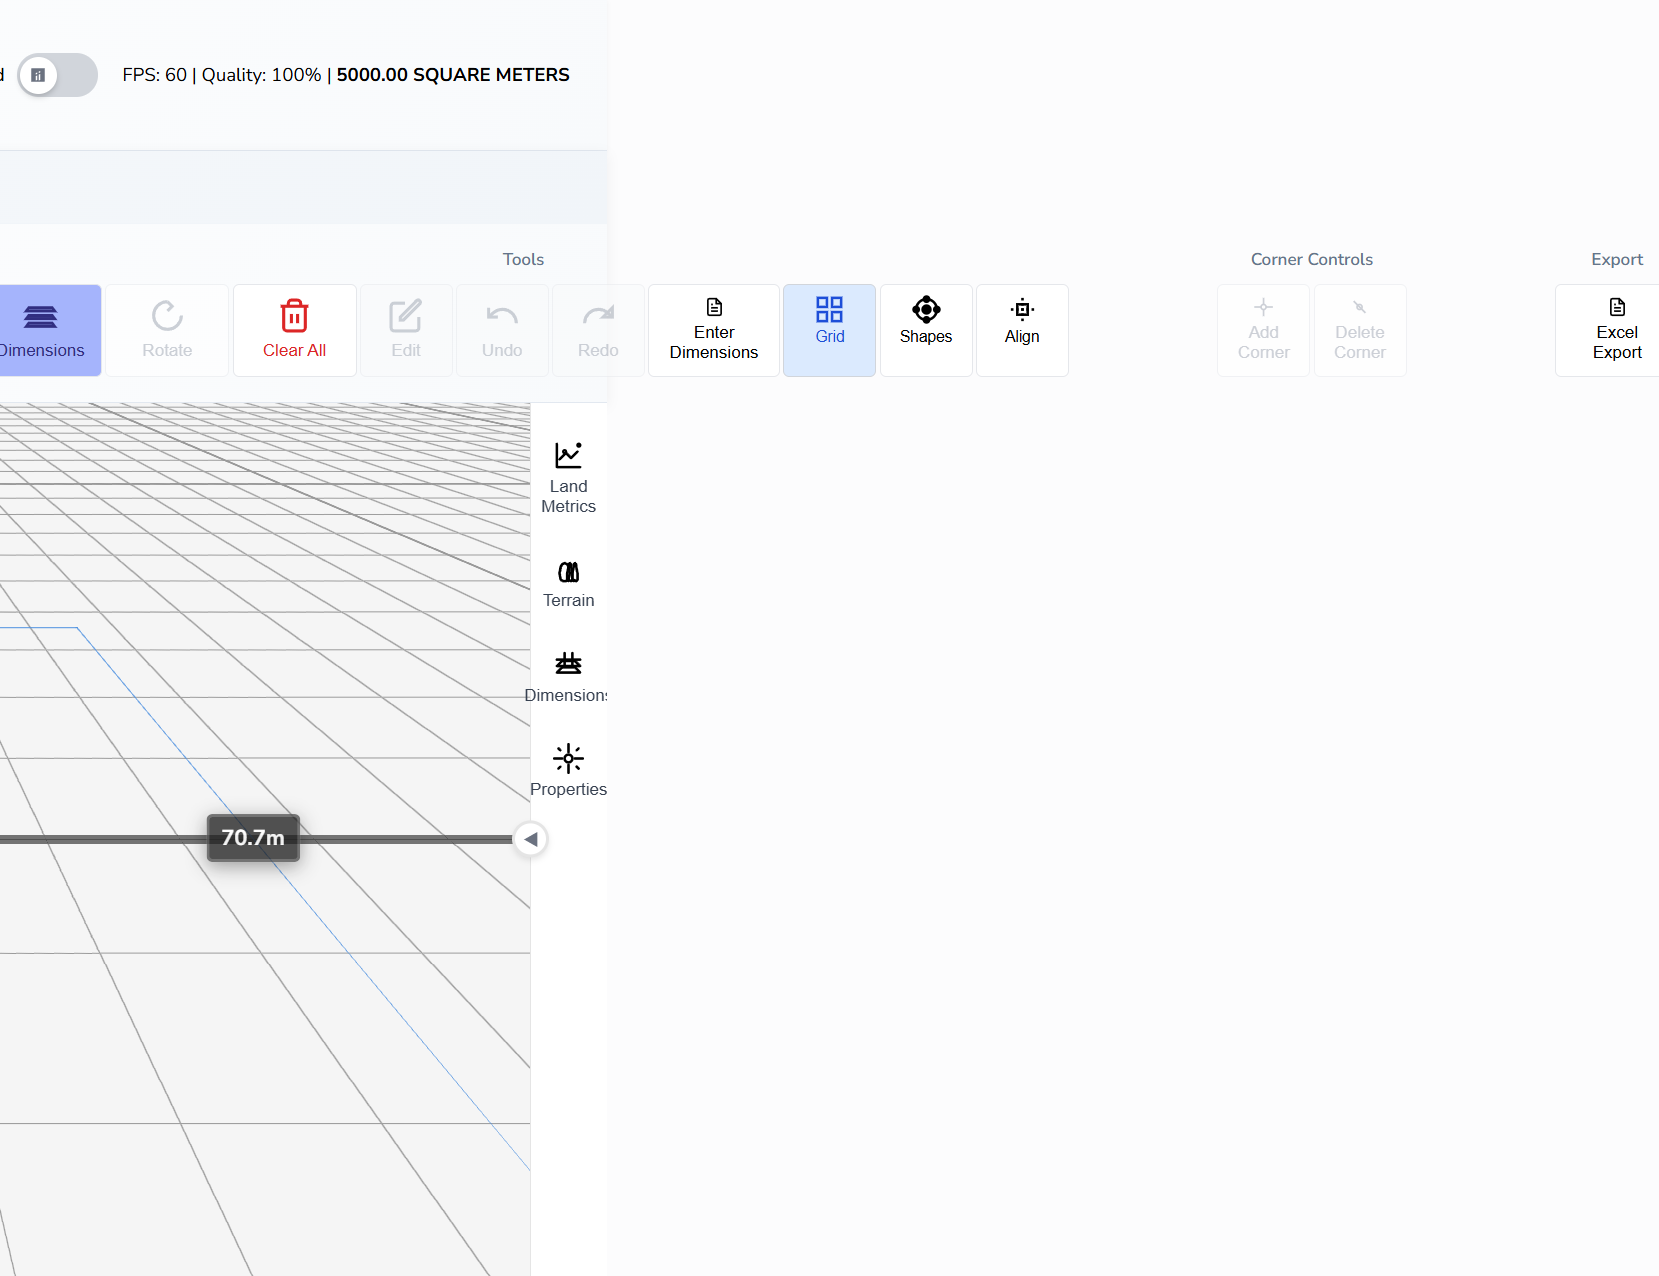 d
FPS: 60 | Quality: 100% | 5000.00 SQUARE METERS
Tools
Corner Controls
Export
Dimensions
Rotate
Clear All
Edit
Undo
Redo
Enter
Dimensions
Grid
Shapes
Align
Add
Corner
Delete
Corner
Excel
Export
Land
Metrics
Terrain
Dimensions
Properties
70.7m